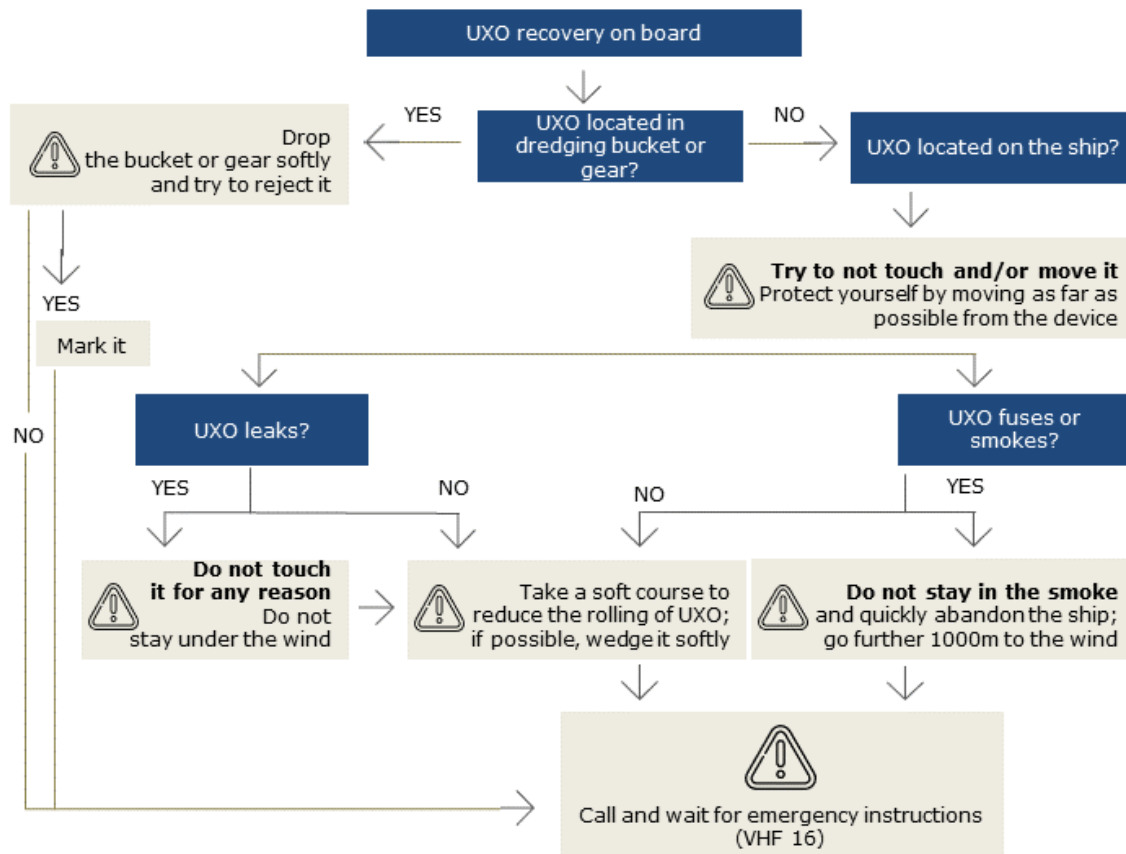 UXO recovery on board
YES
NO
Drop
the bucket or gear softly
and try to reject it
UXO located in
dredging bucket or
gear?
UXO located on the ship?
Try to not touch and/or move it
Protect yourself by moving as far as
possible from the device
YES
Mark it
NO
UXO leaks?
UXO fuses or
smokes?
YES
NO
NO
YES
Do not touch
it for any reason
Do not
stay under the wind
Take a soft course to
reduce the rolling of UXO;
if possible, wedge it softly
Do not stay in the smoke
and quickly abandon the ship;
go further 1000m to the wind
Call and wait for emergency instructions
(VHF 16)